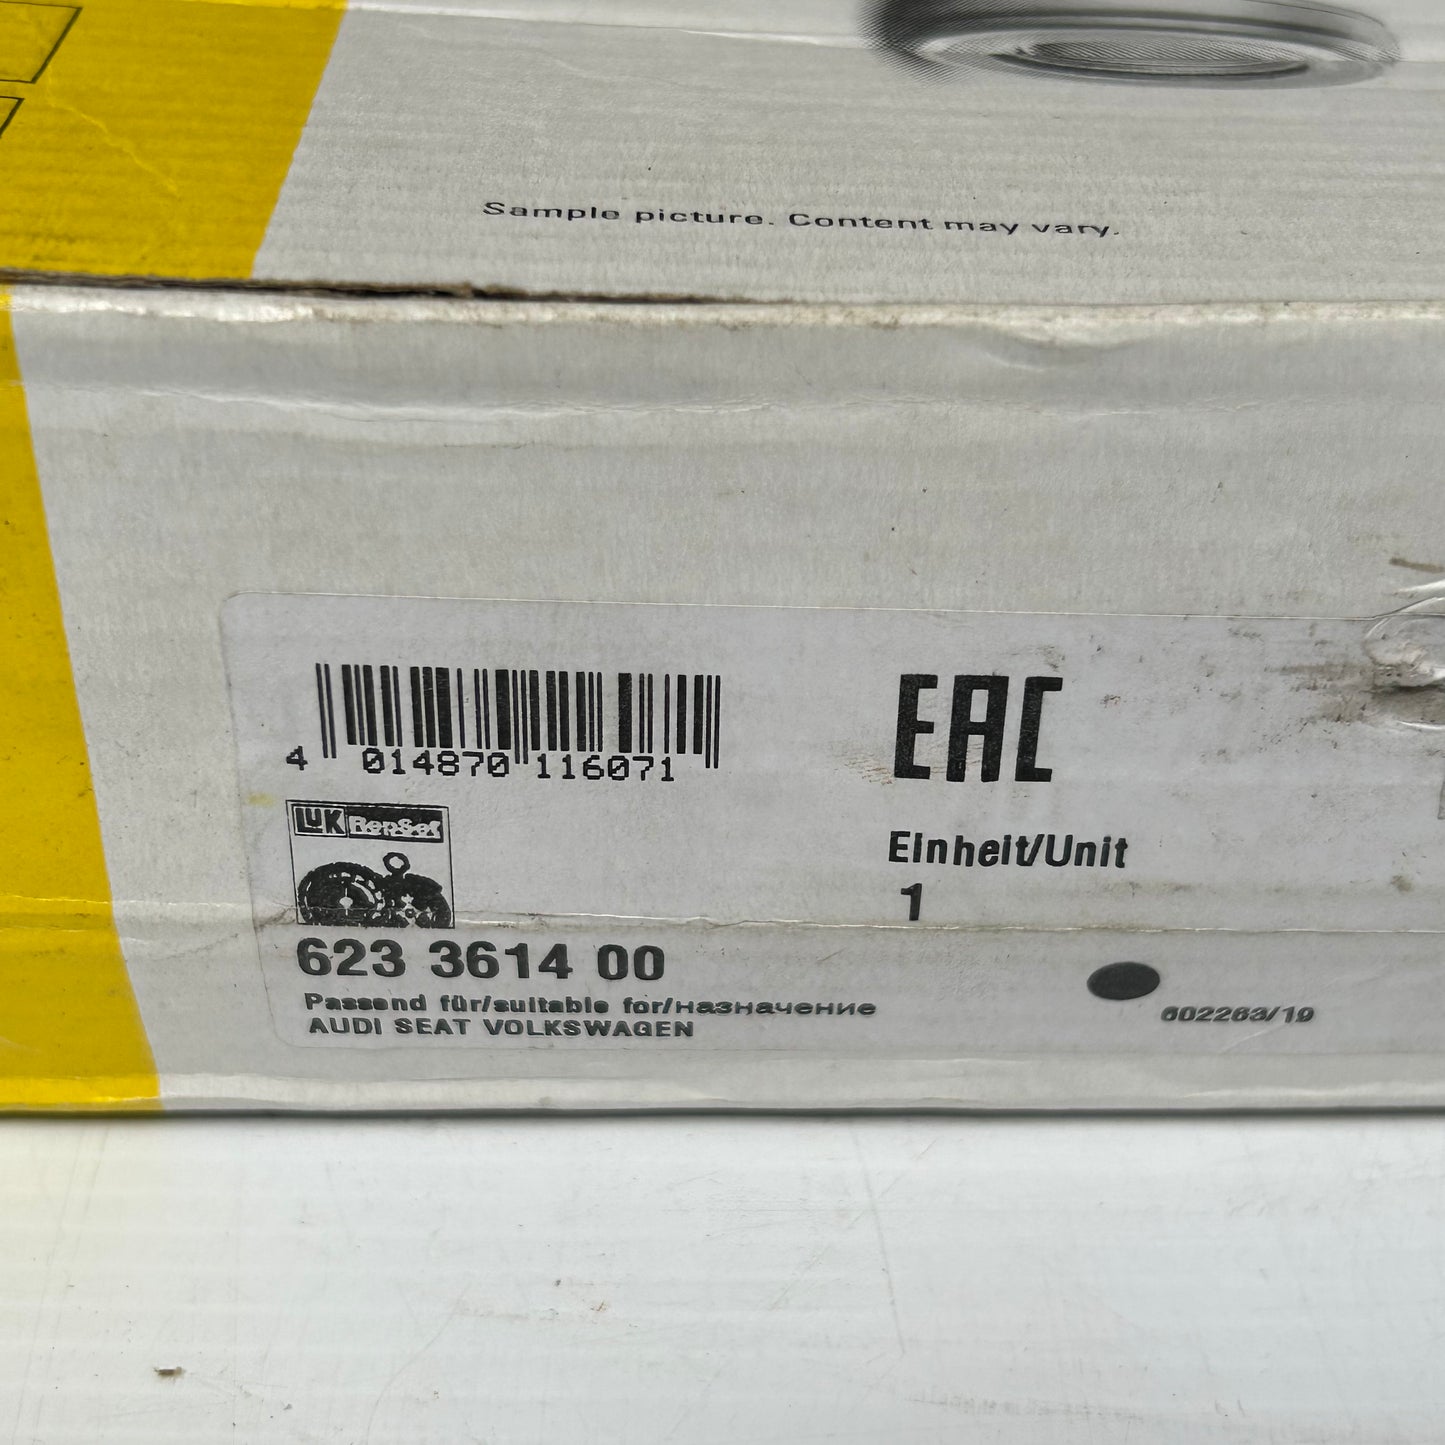 Sample picture. Content may vary.
4 014870 116071
EAC
LUK RepSet
Einheit/Unit
1
623 3614 00
Passend für/suitable for/назначение
AUDI SEAT VOLKSWAGEN
602263/19